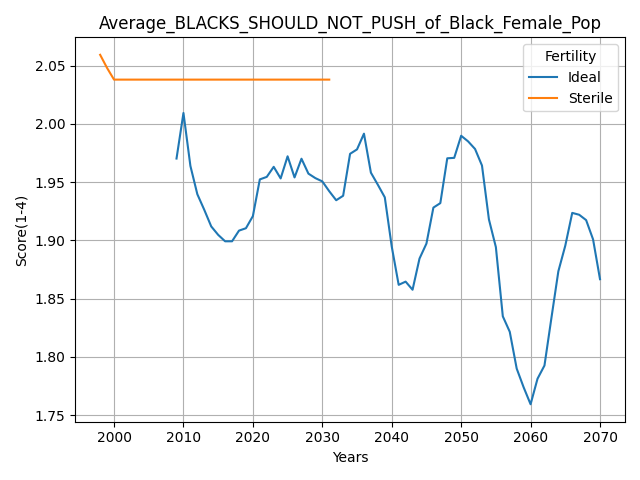 Average_BLACKS_SHOULD_NOT_PUSH_of_Black_Female_Pop
Fertility
Ideal
Sterile
Score(1-4)
2.05
2.00
1.95
1.90
1.85
1.80
1.75
2000 2010 2020 2030 2040 2050 2060 2070
Years